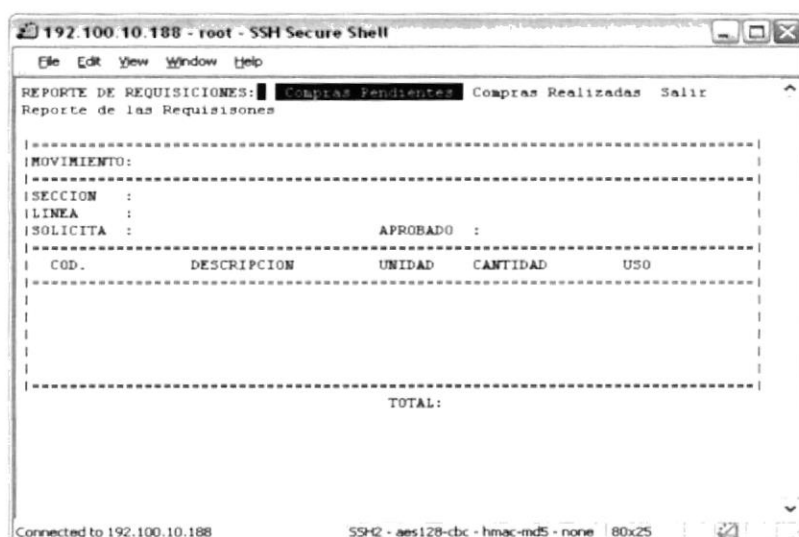 192.100.10.188 - root - SSH Secure Shell
File Edit View Window Help
REPORTE DE REQUISICIONES: Compras Pendientes Compras Realizadas Salir
Reporte de las Requisisones
MOVIMIENTO:
SECCION :
LINEA :
SOLICITA : APROBADO :
COD. DESCRIPCION UNIDAD CANTIDAD USO
TOTAL:
Connected to 192.100.10.188 SSH2 - aes128-cbc - hmac-md5 - none 80x25